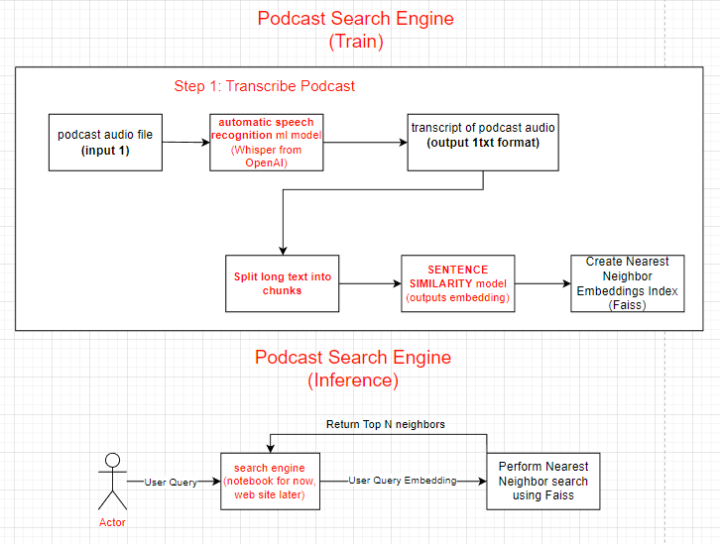 Podcast Search Engine
(Train)
Step 1: Transcribe Podcast
podcast audio file
(input 1)
automatic speech
recognition ml model
(Whisper from
OpenAI)
transcript of podcast audio
(output 1txt format)
Split long text into
chunks
SENTENCE
SIMILARITY model
(outputs embedding)
Create Nearest
Neighbor
Embeddings Index
(Faiss)
Podcast Search Engine
(Inference)
Return Top N neighbors
Actor
User Query
search engine
(notebook for now,
web site later)
User Query Embedding
Perform Nearest
Neighbor search
using Faiss